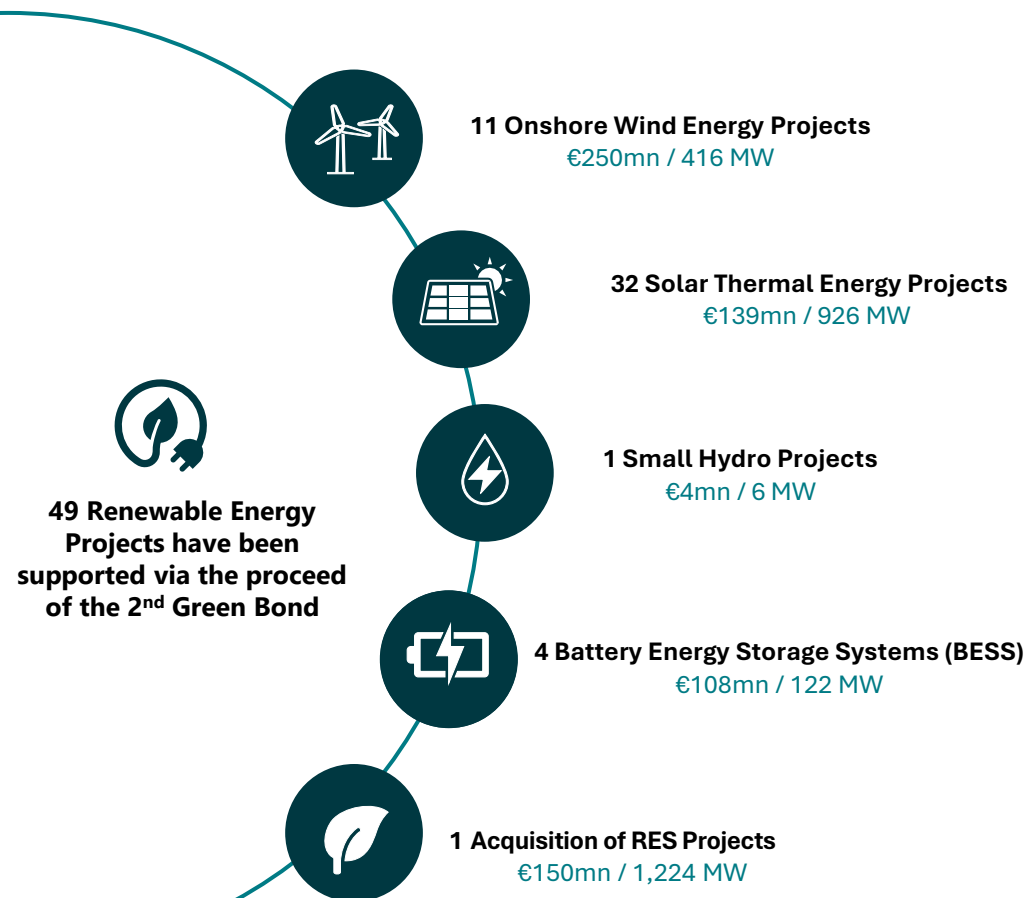 11 Onshore Wind Energy Projects
€250mn / 416 MW
32 Solar Thermal Energy Projects
€139mn / 926 MW
49 Renewable Energy
Projects have been
supported via the proceed
of the 2nd Green Bond
1 Small Hydro Projects
€4mn / 6 MW
4 Battery Energy Storage Systems (BESS)
€108mn / 122 MW
1 Acquisition of RES Projects
€150mn / 1,224 MW